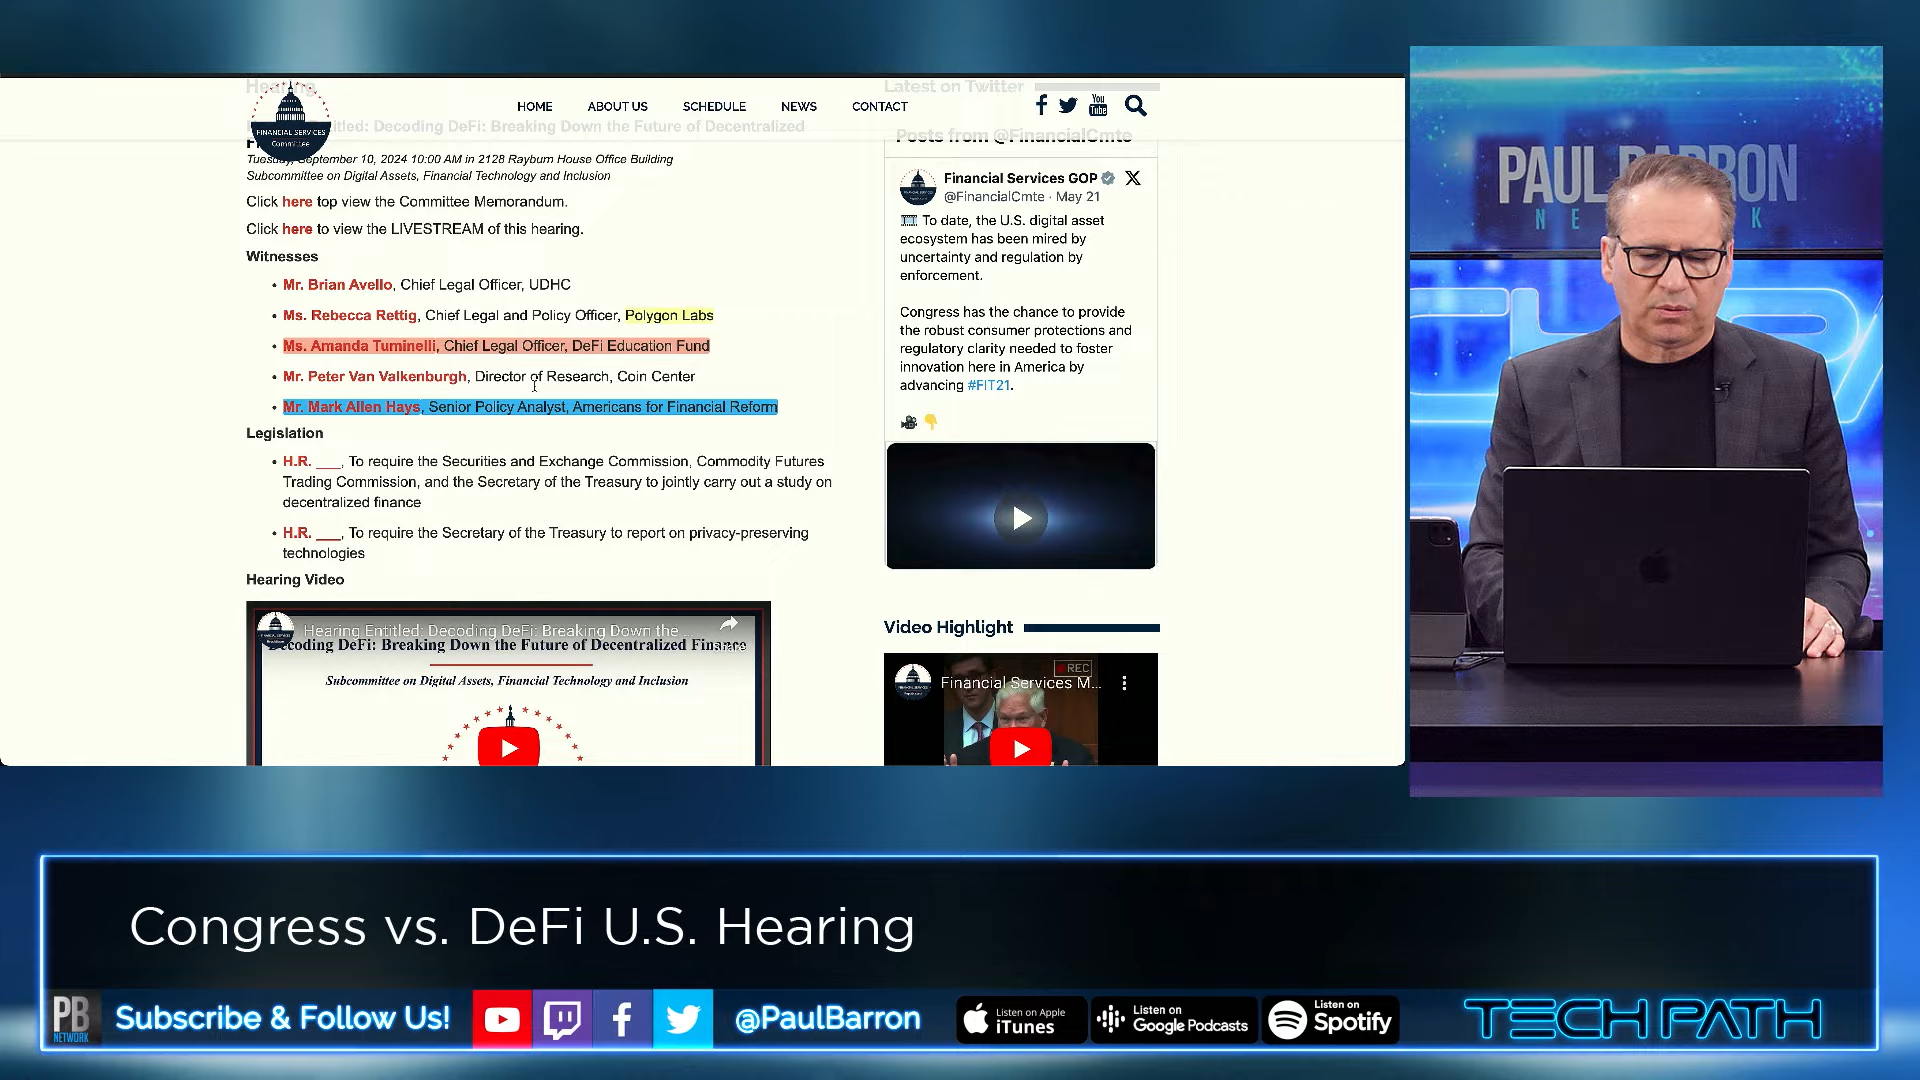 Hearing
HOME
ABOUT US
SCHEDULE
NEWS
CONTACT
You
Tube
FINANCIAL SERVICES
Committee
itled: Decoding DeFi: Breaking Down the Future of Decentralized
Tuesday, September 10, 2024 10:00 AM in 2128 Rayburn House Office Building
Subcommittee on Digital Assets, Financial Technology and Inclusion
Click here top view the Committee Memorandum.
Click here to view the LIVESTREAM of this hearing.
Witnesses
• Mr. Brian Avello, Chief Legal Officer, UDHC
• Ms. Rebecca Rettig, Chief Legal and Policy Officer, Polygon Labs
• Ms. Amanda Tuminelli, Chief Legal Officer, DeFi Education Fund
• Mr. Peter Van Valkenburgh, Director of Research, Coin Center
• Mr. Mark Allen Hays, Senior Policy Analyst, Americans for Financial Reform
Legislation
• H.R. ___, To require the Securities and Exchange Commission, Commodity Futures
Trading Commission, and the Secretary of the Treasury to jointly carry out a study on
decentralized finance
• H.R. ___, To require the Secretary of the Treasury to report on privacy-preserving
technologies
Hearing Video
Hearing Entitled: Decoding DeFi: Breaking Down the ...
Share
Decoding DeFi: Breaking Down the Future of Decentralized Finance
Subcommittee on Digital Assets, Financial Technology and Inclusion
Latest on Twitter
Posts from @FinancialCmte
Financial Services GOP
@FinancialCmte · May 21
To date, the U.S. digital asset
ecosystem has been mired by
uncertainty and regulation by
enforcement.
Congress has the chance to provide
the robust consumer protections and
regulatory clarity needed to foster
innovation here in America by
advancing #FIT21.
Video Highlight
REC
Financial Services M...
PAUL BARRON
NE K
Congress vs. DeFi U.S. Hearing
PB
NETWORK
Subscribe & Follow Us!
@PaulBarron
Listen on Apple
iTunes
Listen on
Google Podcasts
Listen on
Spotify
TECH PATH